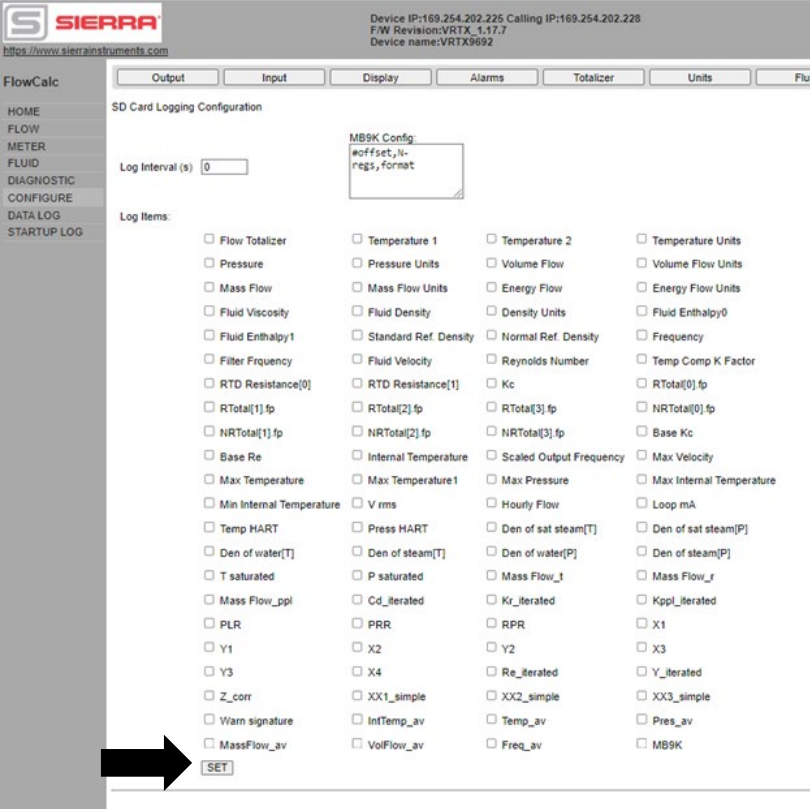 SIERRA
https://www.sierrainstruments.com
Device IP:169.254.202.225 Calling IP:169.254.202.228
F/W Revision:VRTX_1.17.7
Device name:VRTX9692
FlowCalc
HOME
FLOW
METER
FLUID
DIAGNOSTIC
CONFIGURE
DATA LOG
STARTUP LOG
Output Input Display Alarms Totalizer Units Flu
SD Card Logging Configuration
MB9K Config:
#offset,N-
regs,format
Log Interval (s) 0
Log Items:
Flow Totalizer Temperature 1 Temperature 2 Temperature Units
Pressure Pressure Units Volume Flow Volume Flow Units
Mass Flow Mass Flow Units Energy Flow Energy Flow Units
Fluid Viscosity Fluid Density Density Units Fluid Enthalpy0
Fluid Enthalpy1 Standard Ref. Density Normal Ref. Density Frequency
Filter Frquency Fluid Velocity Reynolds Number Temp Comp K Factor
RTD Resistance[0] RTD Resistance[1] Kc RTotal[0].fp
RTotal[1].fp RTotal[2].fp RTotal[3].fp NRTotal[0].fp
NRTotal[1].fp NRTotal[2].fp NRTotal[3].fp Base Kc
Base Re Internal Temperature Scaled Output Frequency Max Velocity
Max Temperature Max Temperature1 Max Pressure Max Internal Temperature
Min Internal Temperature V rms Hourly Flow Loop mA
Temp HART Press HART Den of sat steam[T] Den of sat steam[P]
Den of water[T] Den of steam[T] Den of water[P] Den of steam[P]
T saturated P saturated Mass Flow_t Mass Flow_r
Mass Flow_ppl Cd_iterated Kr_iterated Kppl_iterated
PLR PRR RPR X1
Y1 X2 Y2 X3
Y3 X4 Re_iterated Y_iterated
Z_corr XX1_simple XX2_simple XX3_simple
Warn signature IntTemp_av Temp_av Pres_av
MassFlow_av VolFlow_av Freq_av MB9K
SET